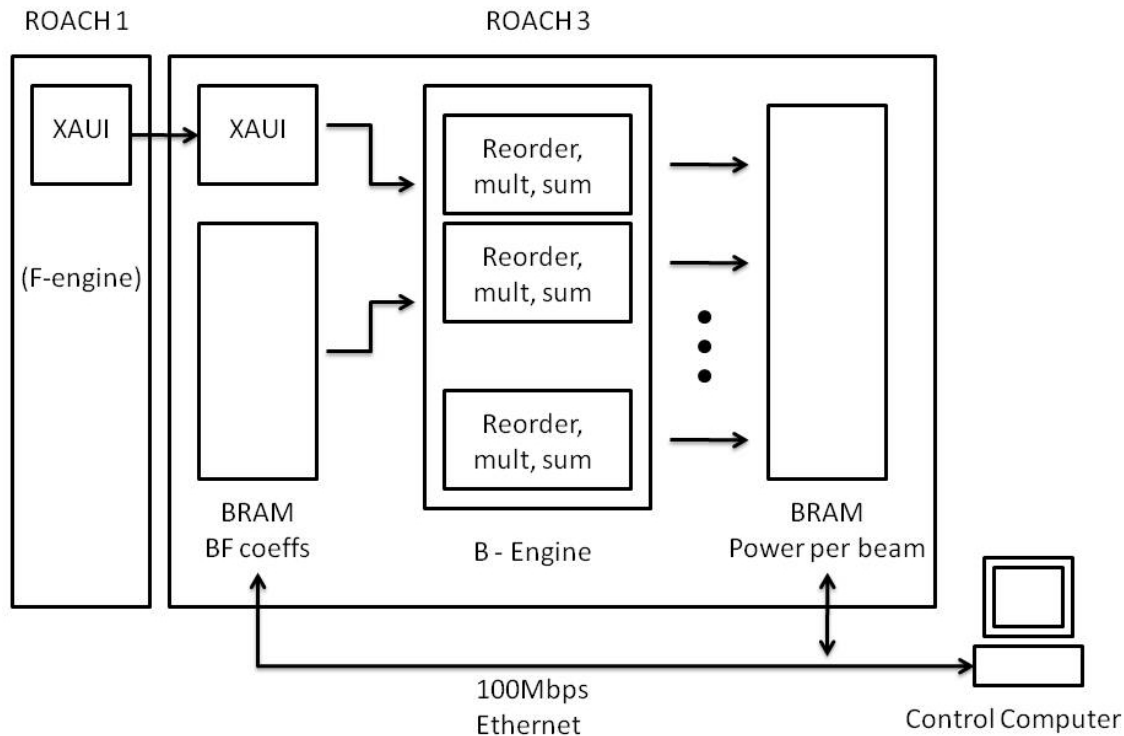 ROACH 1
ROACH 3
XAUI
XAUI
Reorder,
mult, sum
(F-engine)
Reorder,
mult, sum
Reorder,
mult, sum
BRAM
BF coeffs
B - Engine
BRAM
Power per beam
100Mbps
Ethernet
Control Computer